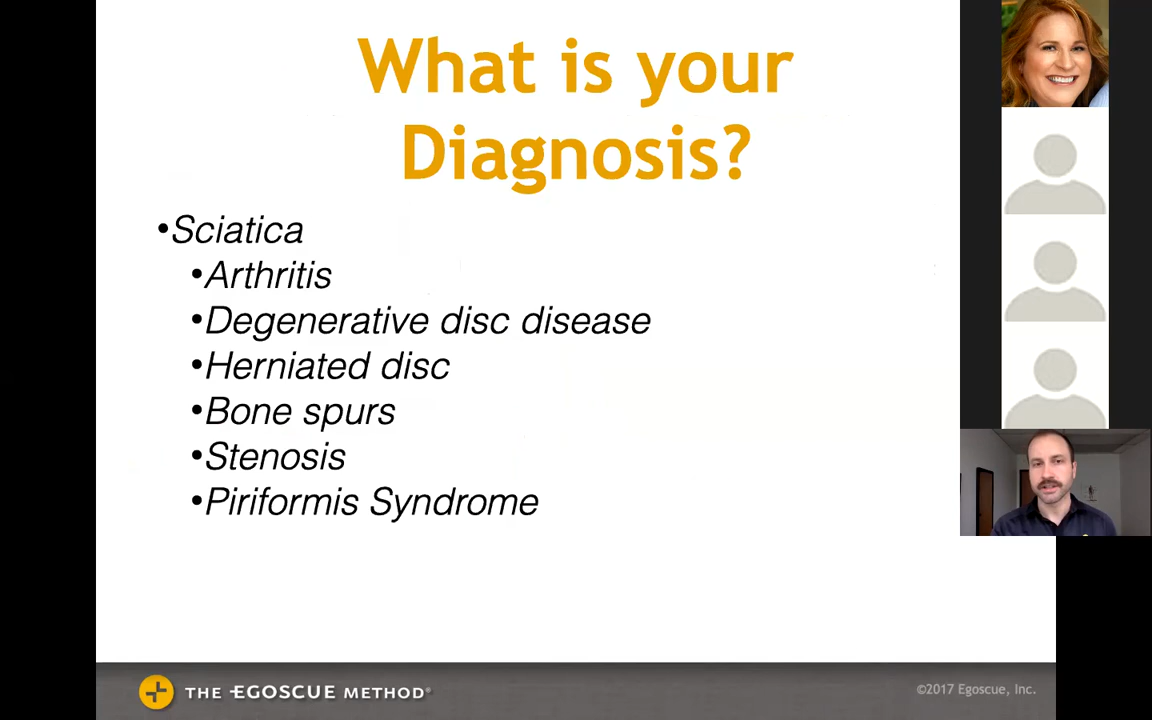 What is your
Diagnosis?
•Sciatica
•Arthritis
•Degenerative disc disease
•Herniated disc
•Bone spurs
•Stenosis
•Piriformis Syndrome
THE EGOSCUE METHOD®
©2017 Egoscue, Inc.